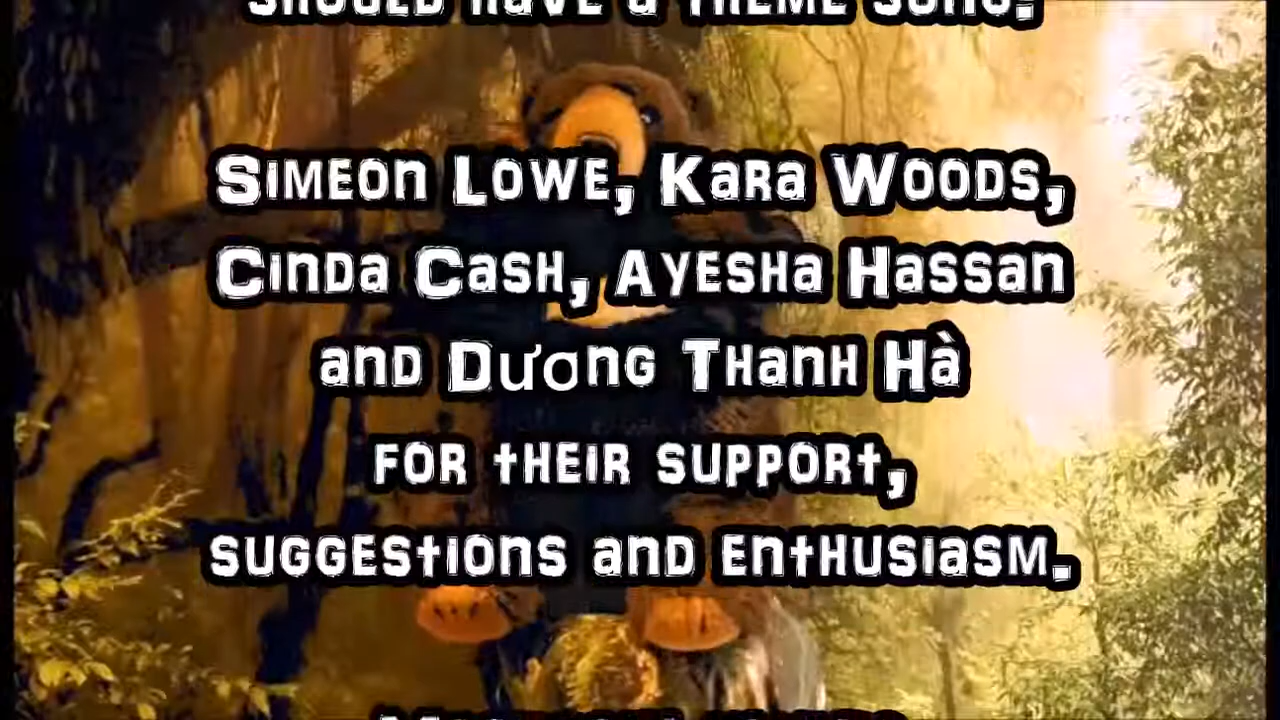 SHOULD HAVE A THEME SONG.
Simeon Lowe, Kara Woods,
Cinda Cash, Ayesha Hassan
and Dương Thanh Hà
for their support,
suggestions and enthusiasm.